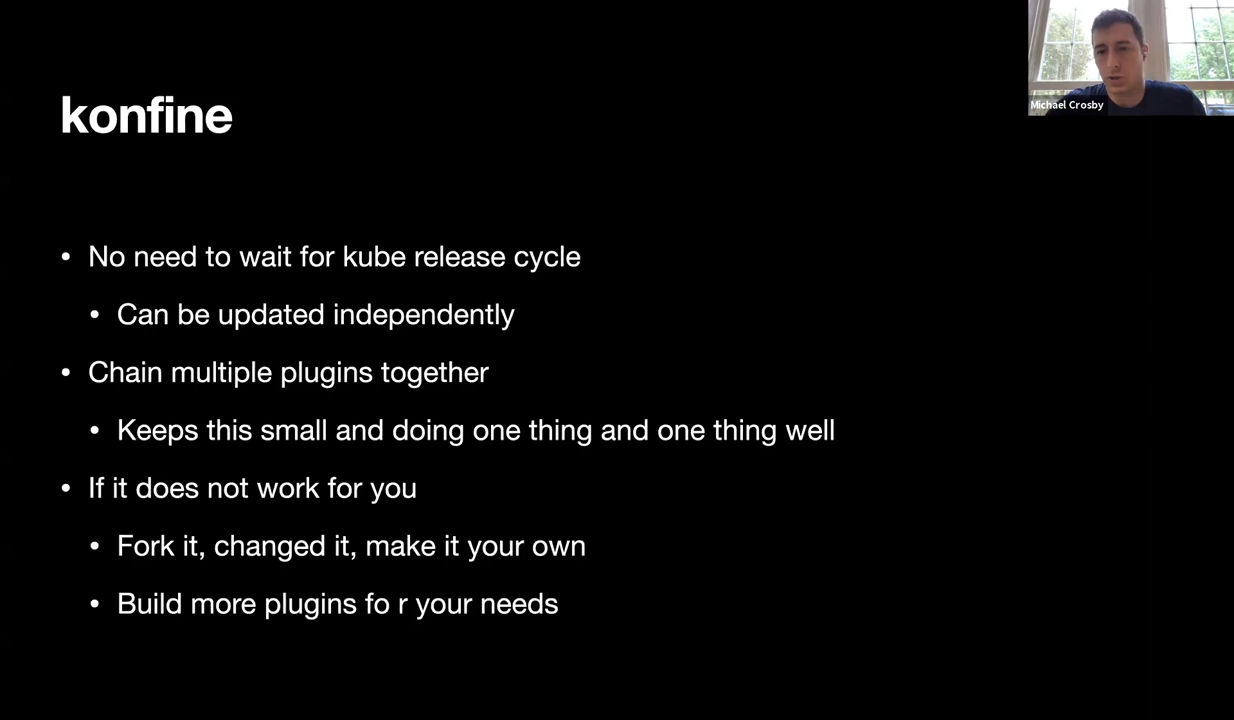 konfine
Michael Crosby
• No need to wait for kube release cycle
• Can be updated independently
• Chain multiple plugins together
• Keeps this small and doing one thing and one thing well
• If it does not work for you
• Fork it, changed it, make it your own
• Build more plugins fo r your needs